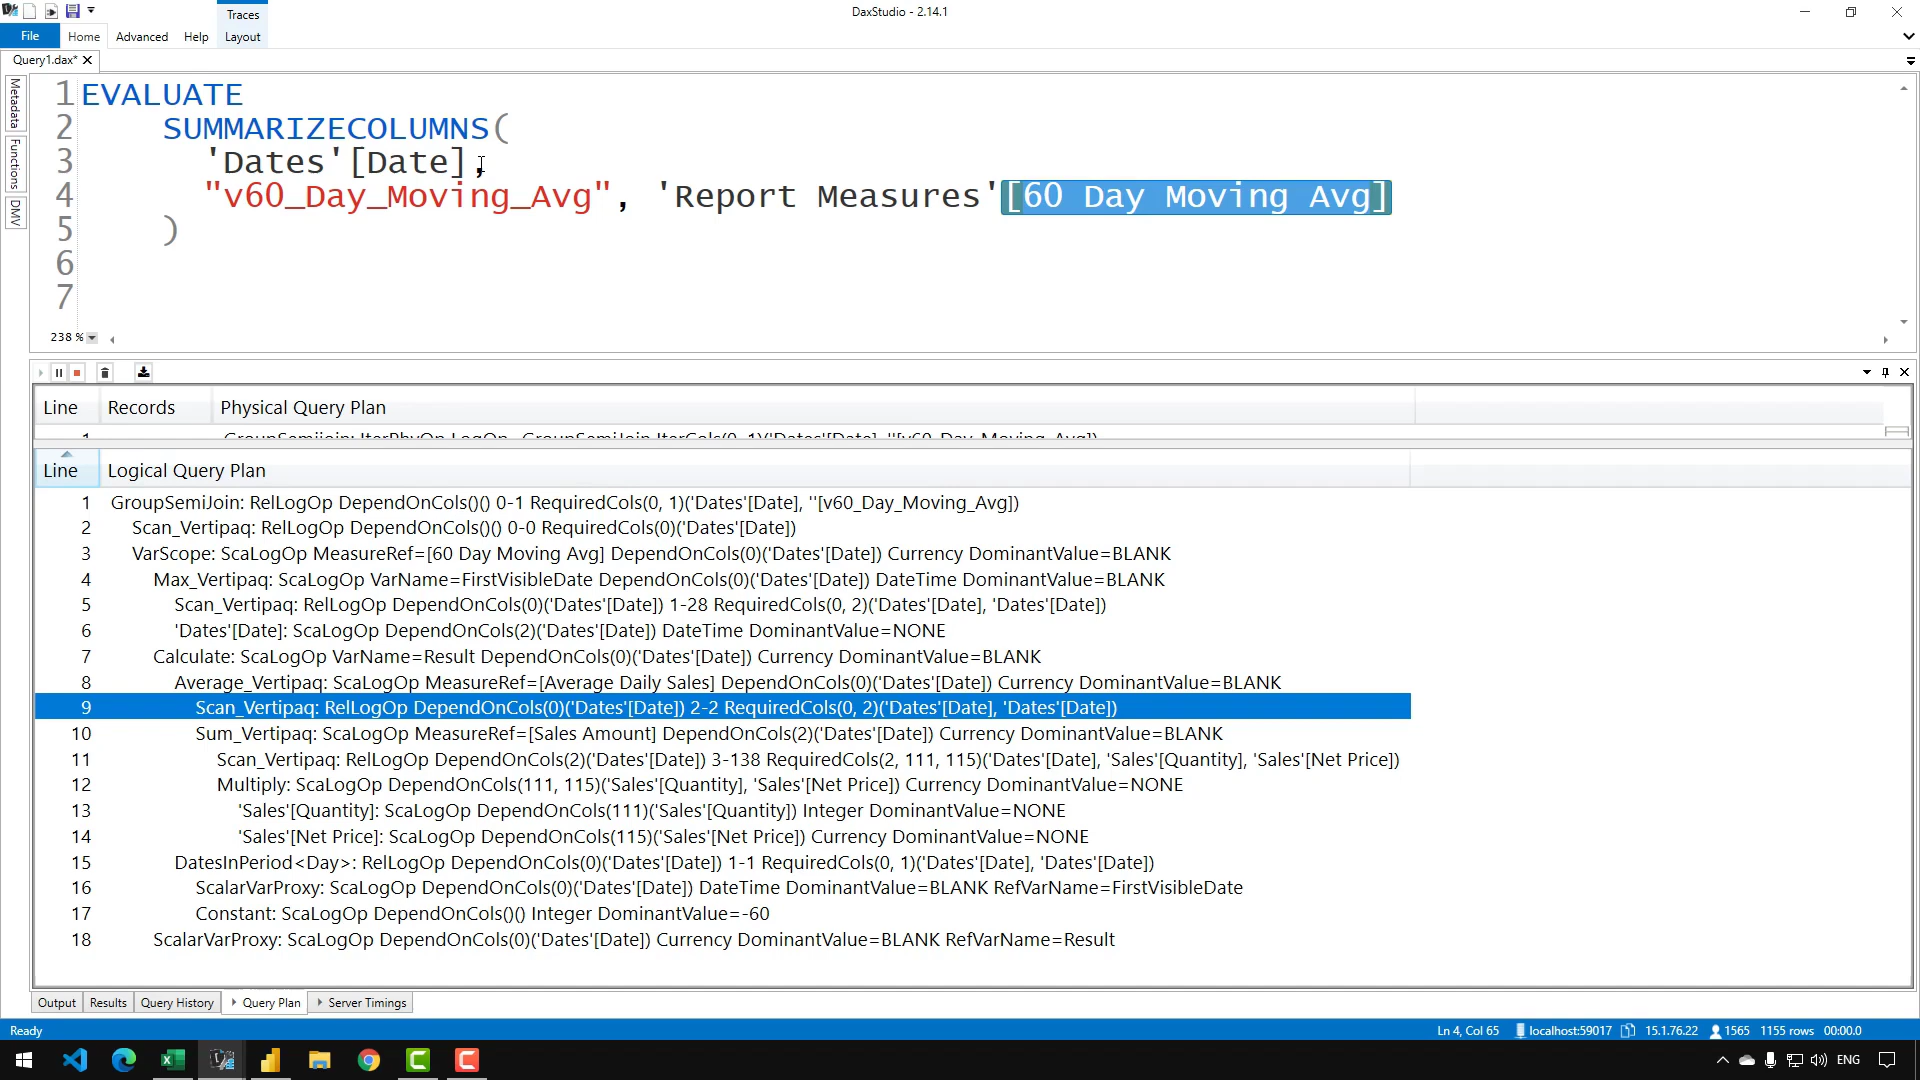 DaxStudio - 2.14.1
Traces
File Home Advanced Help Layout
Query1.dax*
Metadata
Functions
DMV
1 EVALUATE
2 SUMMARIZECOLUMNS(
3 'Dates'[Date],
4 "v60_Day_Moving_Avg", 'Report Measures'[60 Day Moving Avg]
5 )
6
7
238 %
Line Records Physical Query Plan
1 GroupSemijoin: IterPhyOp LogOp=GroupSemiJoin IterCols(0, 1)('Dates'[Date], ''[v60_Day_Moving_Avg])
Line Logical Query Plan
1 GroupSemiJoin: RelLogOp DependOnCols()() 0-1 RequiredCols(0, 1)('Dates'[Date], ''[v60_Day_Moving_Avg])
2 Scan_Vertipaq: RelLogOp DependOnCols()() 0-0 RequiredCols(0)('Dates'[Date])
3 VarScope: ScaLogOp MeasureRef=[60 Day Moving Avg] DependOnCols(0)('Dates'[Date]) Currency DominantValue=BLANK
4 Max_Vertipaq: ScaLogOp VarName=FirstVisibleDate DependOnCols(0)('Dates'[Date]) DateTime DominantValue=BLANK
5 Scan_Vertipaq: RelLogOp DependOnCols(0)('Dates'[Date]) 1-28 RequiredCols(0, 2)('Dates'[Date], 'Dates'[Date])
6 'Dates'[Date]: ScaLogOp DependOnCols(2)('Dates'[Date]) DateTime DominantValue=NONE
7 Calculate: ScaLogOp VarName=Result DependOnCols(0)('Dates'[Date]) Currency DominantValue=BLANK
8 Average_Vertipaq: ScaLogOp MeasureRef=[Average Daily Sales] DependOnCols(0)('Dates'[Date]) Currency DominantValue=BLANK
9 Scan_Vertipaq: RelLogOp DependOnCols(0)('Dates'[Date]) 2-2 RequiredCols(0, 2)('Dates'[Date], 'Dates'[Date])
10 Sum_Vertipaq: ScaLogOp MeasureRef=[Sales Amount] DependOnCols(2)('Dates'[Date]) Currency DominantValue=BLANK
11 Scan_Vertipaq: RelLogOp DependOnCols(2)('Dates'[Date]) 3-138 RequiredCols(2, 111, 115)('Dates'[Date], 'Sales'[Quantity], 'Sales'[Net Price])
12 Multiply: ScaLogOp DependOnCols(111, 115)('Sales'[Quantity], 'Sales'[Net Price]) Currency DominantValue=NONE
13 'Sales'[Quantity]: ScaLogOp DependOnCols(111)('Sales'[Quantity]) Integer DominantValue=NONE
14 'Sales'[Net Price]: ScaLogOp DependOnCols(115)('Sales'[Net Price]) Currency DominantValue=NONE
15 DatesInPeriod<Day>: RelLogOp DependOnCols(0)('Dates'[Date]) 1-1 RequiredCols(0, 1)('Dates'[Date], 'Dates'[Date])
16 ScalarVarProxy: ScaLogOp DependOnCols(0)('Dates'[Date]) DateTime DominantValue=BLANK RefVarName=FirstVisibleDate
17 Constant: ScaLogOp DependOnCols()() Integer DominantValue=-60
18 ScalarVarProxy: ScaLogOp DependOnCols(0)('Dates'[Date]) Currency DominantValue=BLANK RefVarName=Result
Output Results Query History Query Plan Server Timings
Ready Ln 4, Col 65 localhost:59017 15.1.76.22 1565 1155 rows 00:00.0
ENG